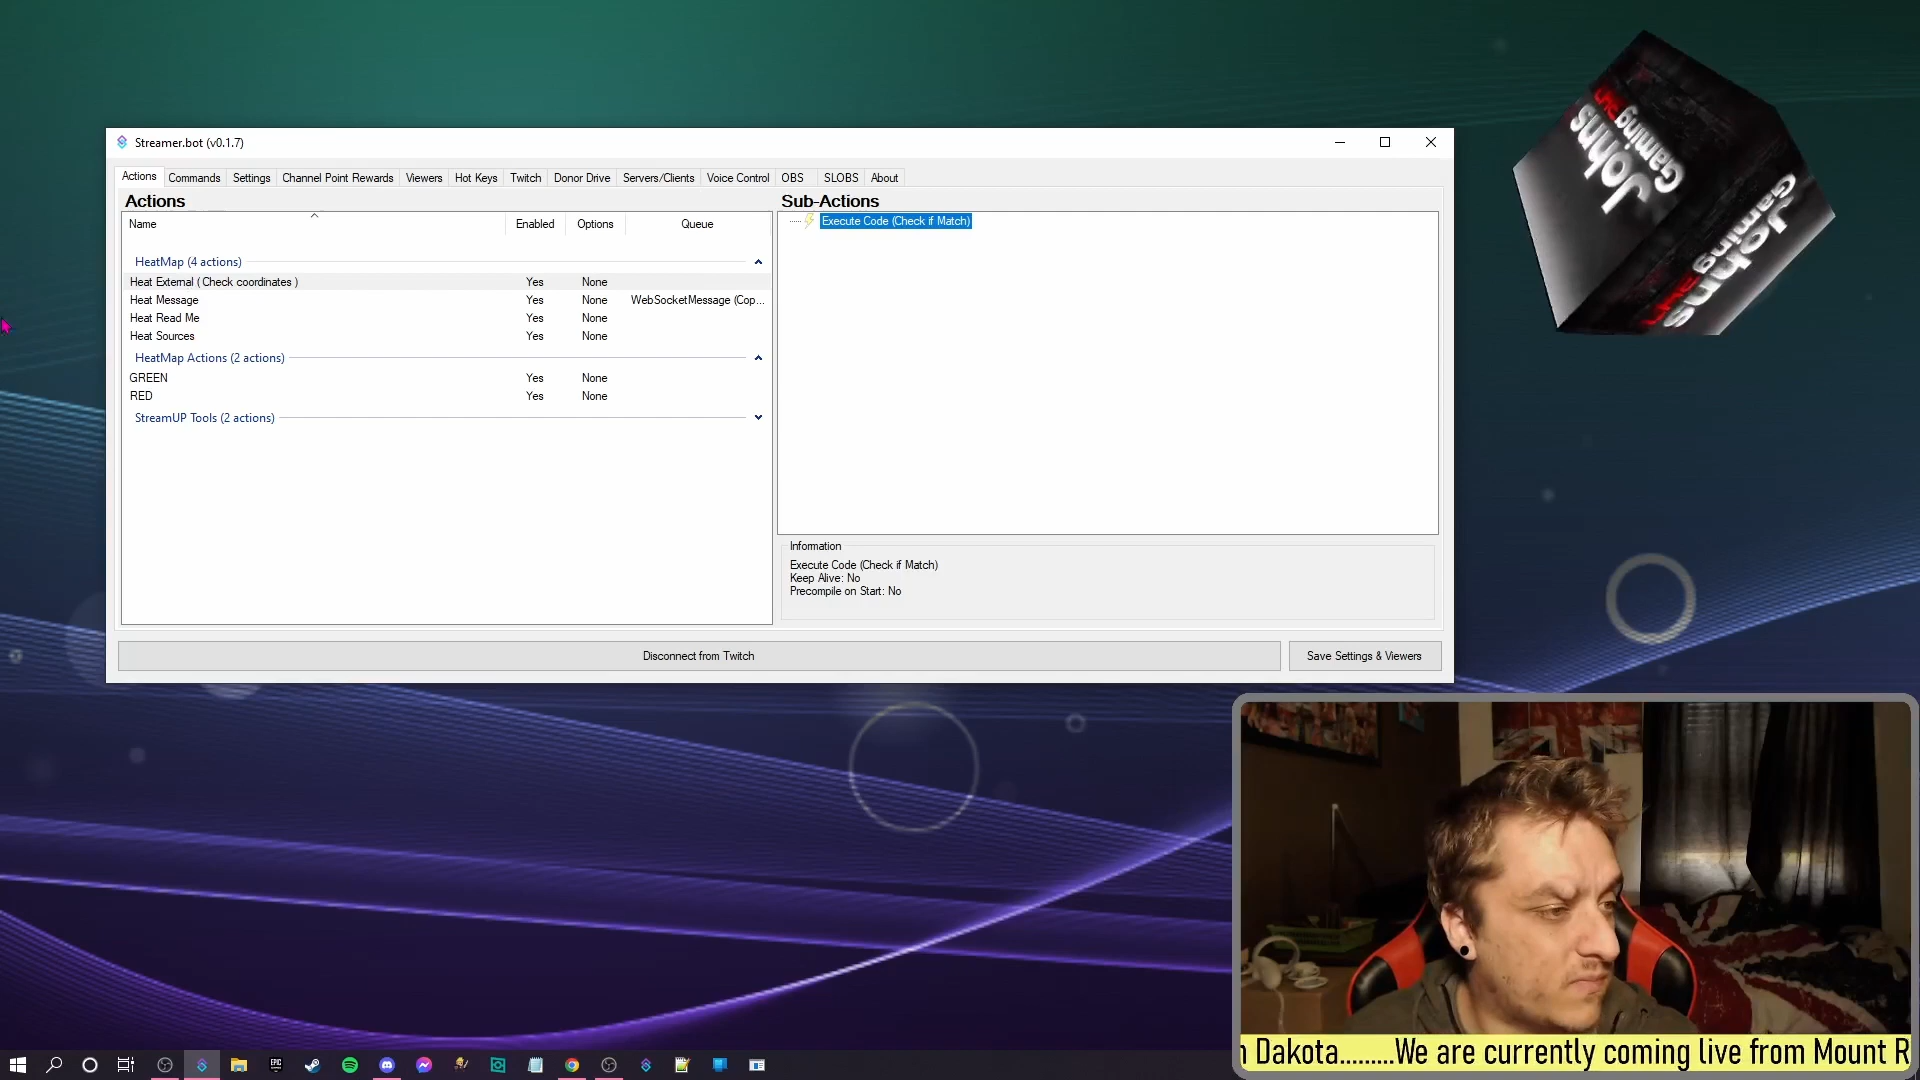 Streamer.bot (v0.1.7)
Actions Commands Settings Channel Point Rewards Viewers Hot Keys Twitch Donor Drive Servers/Clients Voice Control OBS SLOBS About
Actions
Name Enabled Options Queue
HeatMap (4 actions)
Heat External ( Check coordinates ) Yes None
Heat Message Yes None WebSocketMessage (Cop...
Heat Read Me Yes None
Heat Sources Yes None
HeatMap Actions (2 actions)
GREEN Yes None
RED Yes None
StreamUP Tools (2 actions)
Sub-Actions
Execute Code (Check if Match)
Information
Execute Code (Check if Match)
Keep Alive: No
Precompile on Start: No
Disconnect from Twitch
Save Settings & Viewers
Johns
Gaming
Johns
Gaming
EPIC
Dakota........We are currently coming live from Mount R